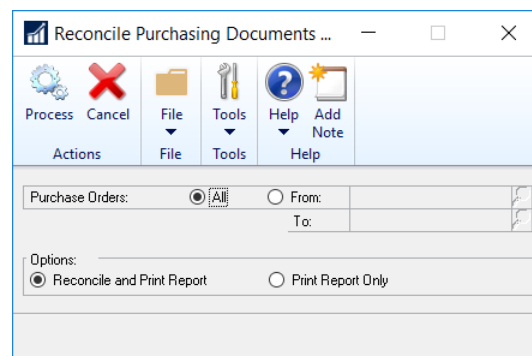 Reconcile Purchasing Documents ...
Process Cancel File Tools Help Add Note
Actions File Tools Help
Purchase Orders: All From:
To:
Options:
Reconcile and Print Report Print Report Only